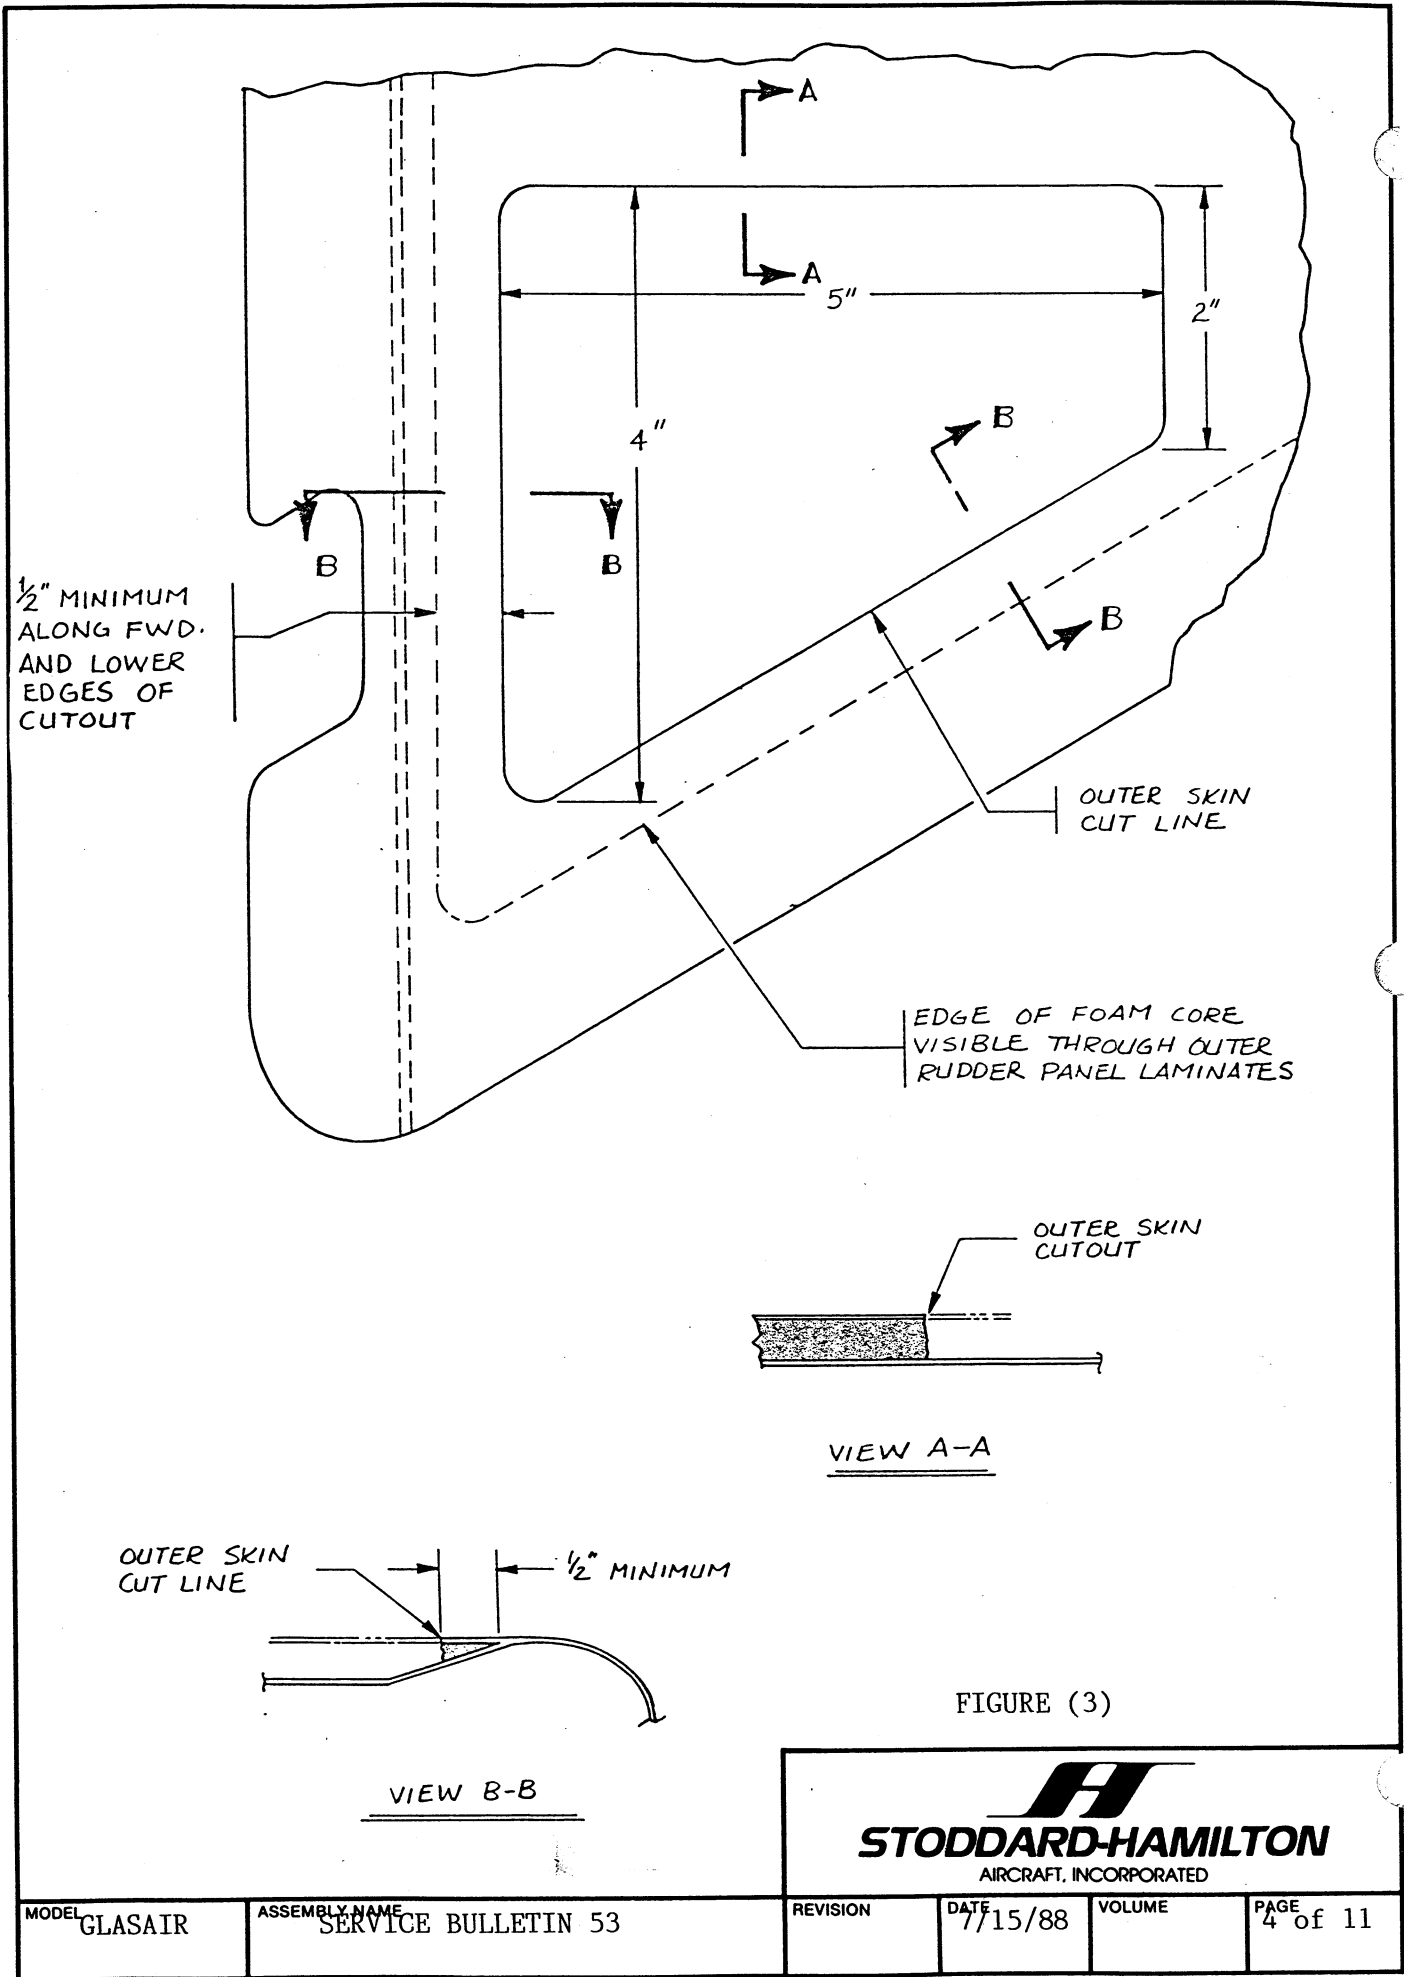 A
A
5"
2"
4"
B
B
B
B
½" MINIMUM
ALONG FWD.
AND LOWER
EDGES OF
CUTOUT
OUTER SKIN
CUT LINE
EDGE OF FOAM CORE
VISIBLE THROUGH OUTER
RUDDER PANEL LAMINATES
OUTER SKIN
CUTOUT
VIEW A-A
OUTER SKIN
CUT LINE
½" MINIMUM
VIEW B-B
FIGURE (3)
H
STODDARD-HAMILTON
AIRCRAFT, INCORPORATED
MODEL GLASAIR
ASSEMBLY NAME
SERVICE BULLETIN 53
REVISION
DATE
7/15/88
VOLUME
PAGE
4 of 11